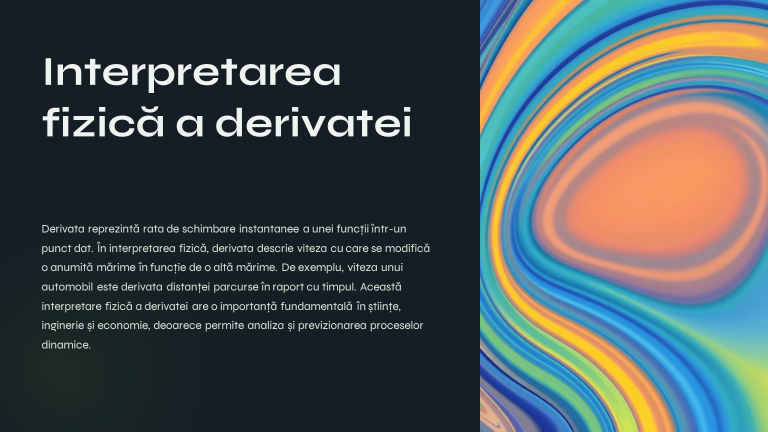 Interpretarea
fizică a derivatei
Derivata reprezintă rata de schimbare instantanee a unei funcții într-un
punct dat. În interpretarea fizică, derivata descrie viteza cu care se modifică
o anumită mărime în funcție de o altă mărime. De exemplu, viteza unui
automobil este derivata distanței parcurse în raport cu timpul. Această
interpretare fizică a derivatei are o importanță fundamentală în științe,
inginerie și economie, deoarece permite analiza și previzionarea proceselor
dinamice.